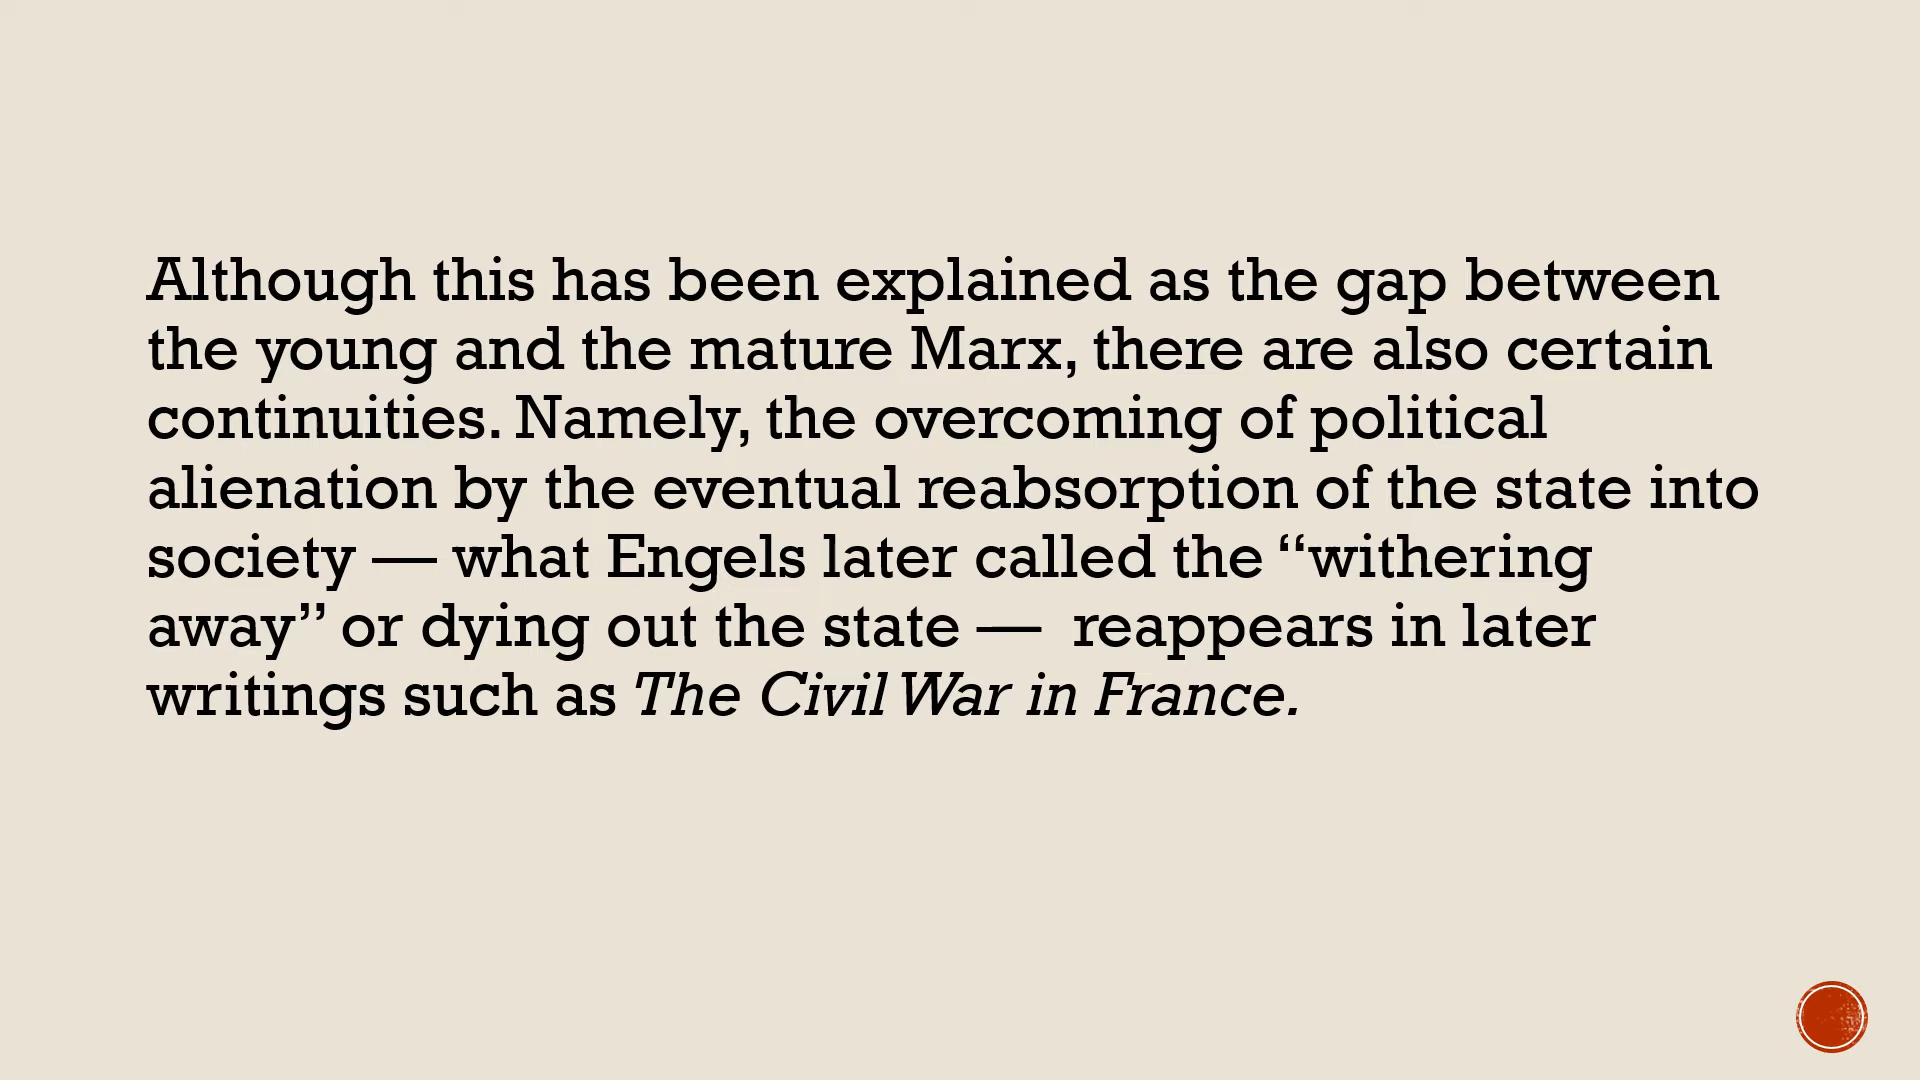 Although this has been explained as the gap between
the young and the mature Marx, there are also certain
continuities. Namely, the overcoming of political
alienation by the eventual reabsorption of the state into
society — what Engels later called the “withering
away” or dying out the state —  reappears in later
writings such as The Civil War in France.